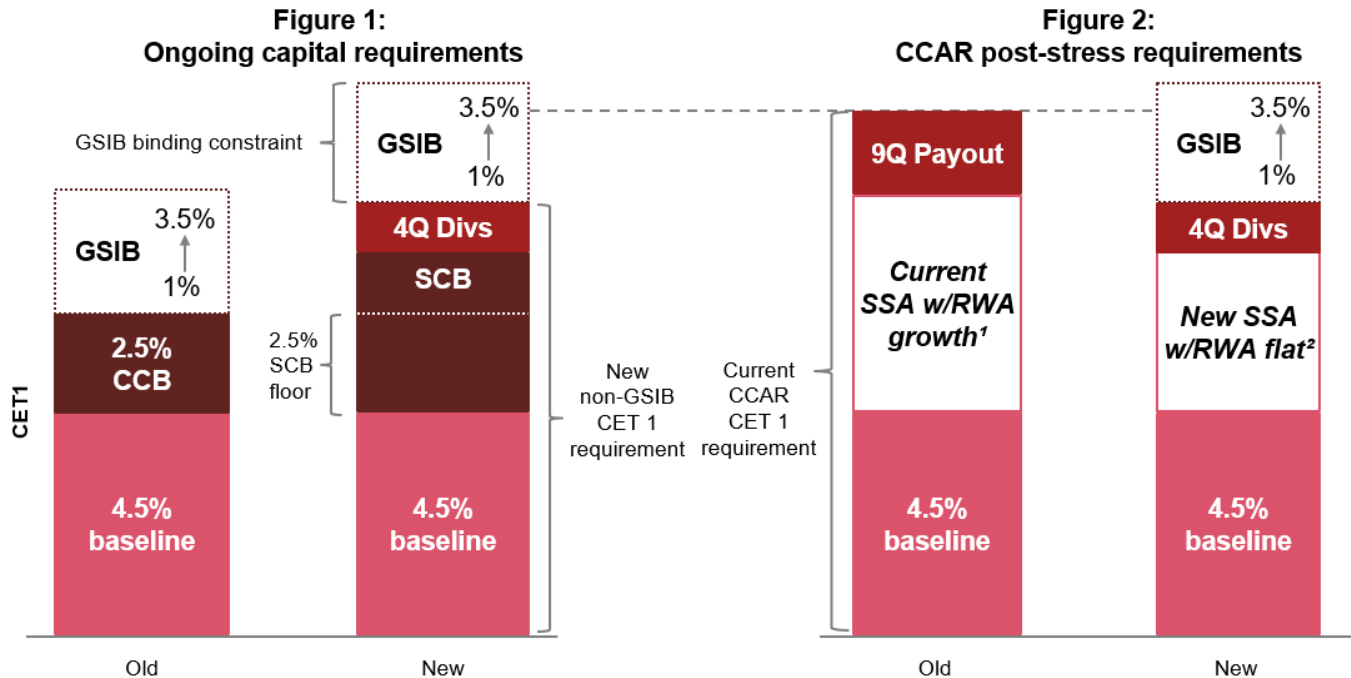 Figure 1:
Ongoing capital requirements
GSIB binding constraint
CET1
GSIB
3.5%
1%
2.5%
CCB
4.5%
baseline
Old
GSIB
3.5%
1%
4Q Divs
SCB
2.5%
SCB
floor
4.5%
baseline
New
New
non-GSIB
CET 1
requirement
Figure 2:
CCAR post-stress requirements
Current
CCAR
CET 1
requirement
9Q Payout
Current
SSA w/RWA
growth¹
4.5%
baseline
Old
GSIB
3.5%
1%
4Q Divs
New SSA
w/RWA flat²
4.5%
baseline
New